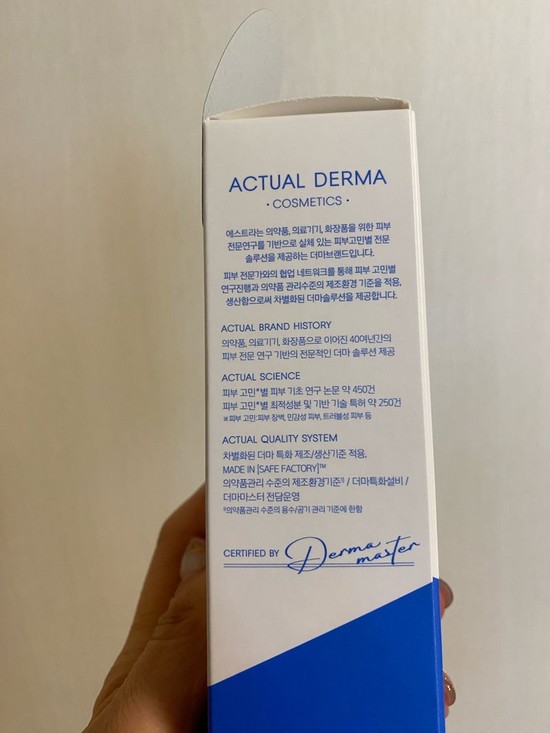 ACTUAL DERMA
· COSMETICS ·
에스트라는 의약품, 의료기기, 화장품을 위한 피부
전문연구를 기반으로 실체 있는 피부고민별 전문
솔루션을 제공하는 더마브랜드입니다.
피부 전문가와의 협업 네트워크를 통해 피부 고민별
연구진행과 의약품 관리수준의 제조환경 기준을 적용,
생산함으로써 차별화된 더마솔루션을 제공합니다.
ACTUAL BRAND HISTORY
의약품, 의료기기, 화장품으로 이어진 40여년간의
피부 전문 연구 기반의 전문적인 더마 솔루션 제공
ACTUAL SCIENCE
피부 고민*별 피부 기초 연구 논문 약 450건
피부 고민*별 최적성분 및 기반 기술 특허 약 250건
※피부 고민:피부 장벽, 민감성 피부, 트러블성 피부 등
ACTUAL QUALITY SYSTEM
차별화된 더마 특화 제조/생산기준 적용.
MADE IN [SAFE FACTORY]™
의약품관리 수준의 제조환경기준¹⁾ / 더마특화설비 /
더마마스터 전담운영
¹⁾의약품관리 수준의 용수/공기 관리 기준에 한함
CERTIFIED BY Derma master